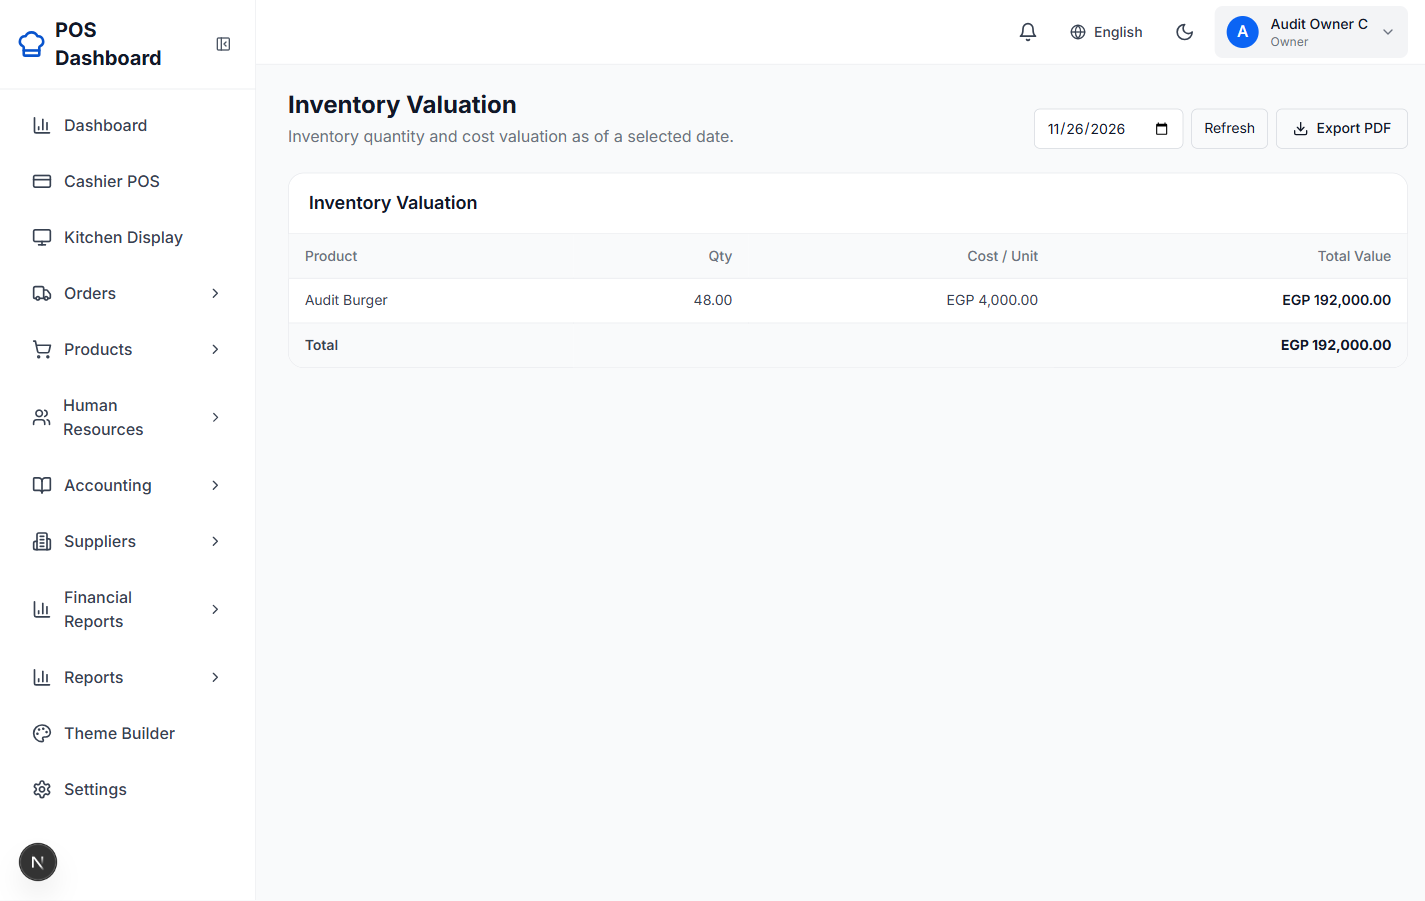 POS
Dashboard
English
A
Audit Owner C
Owner
Dashboard
Cashier POS
Kitchen Display
Orders
Products
Human
Resources
Accounting
Suppliers
Financial
Reports
Reports
Theme Builder
Settings
N
Inventory Valuation
Inventory quantity and cost valuation as of a selected date.
11/26/2026
Refresh
Export PDF
Inventory Valuation
Product Qty Cost / Unit Total Value
Audit Burger 48.00 EGP 4,000.00 EGP 192,000.00
Total EGP 192,000.00